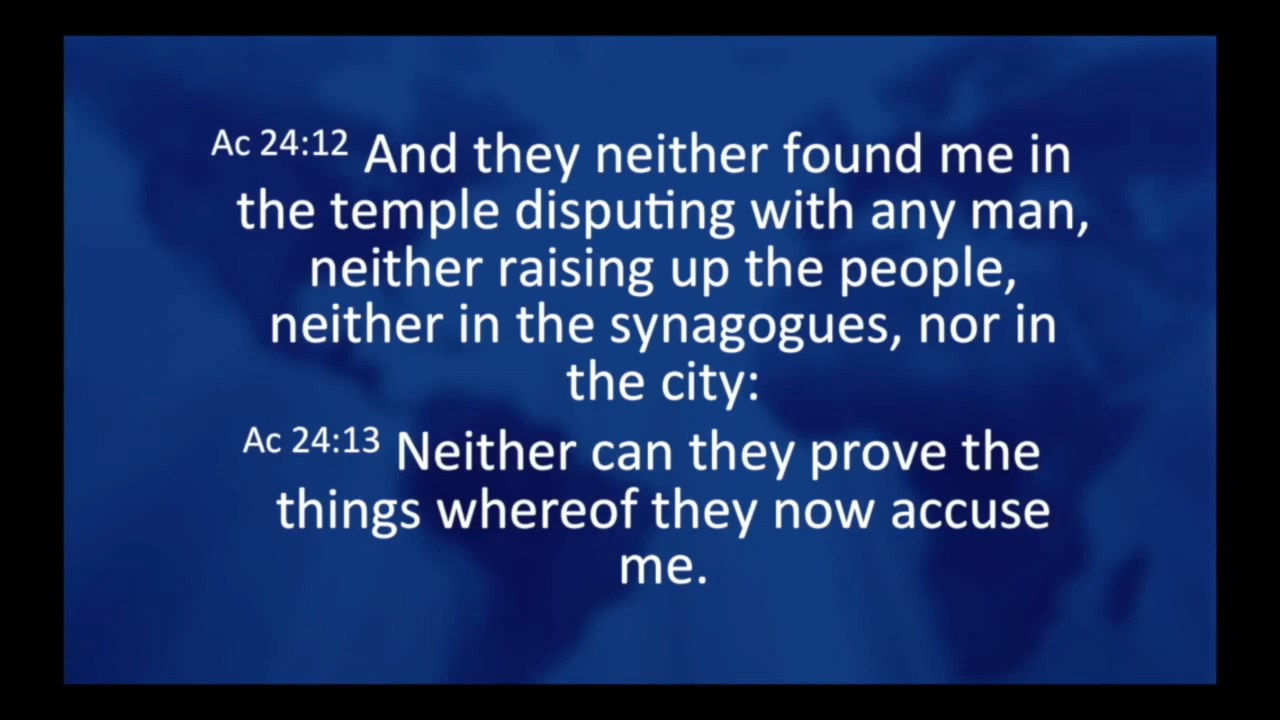 Ac 24:12 And they neither found me in
the temple disputing with any man,
neither raising up the people,
neither in the synagogues, nor in
the city:
Ac 24:13 Neither can they prove the
things whereof they now accuse
me.